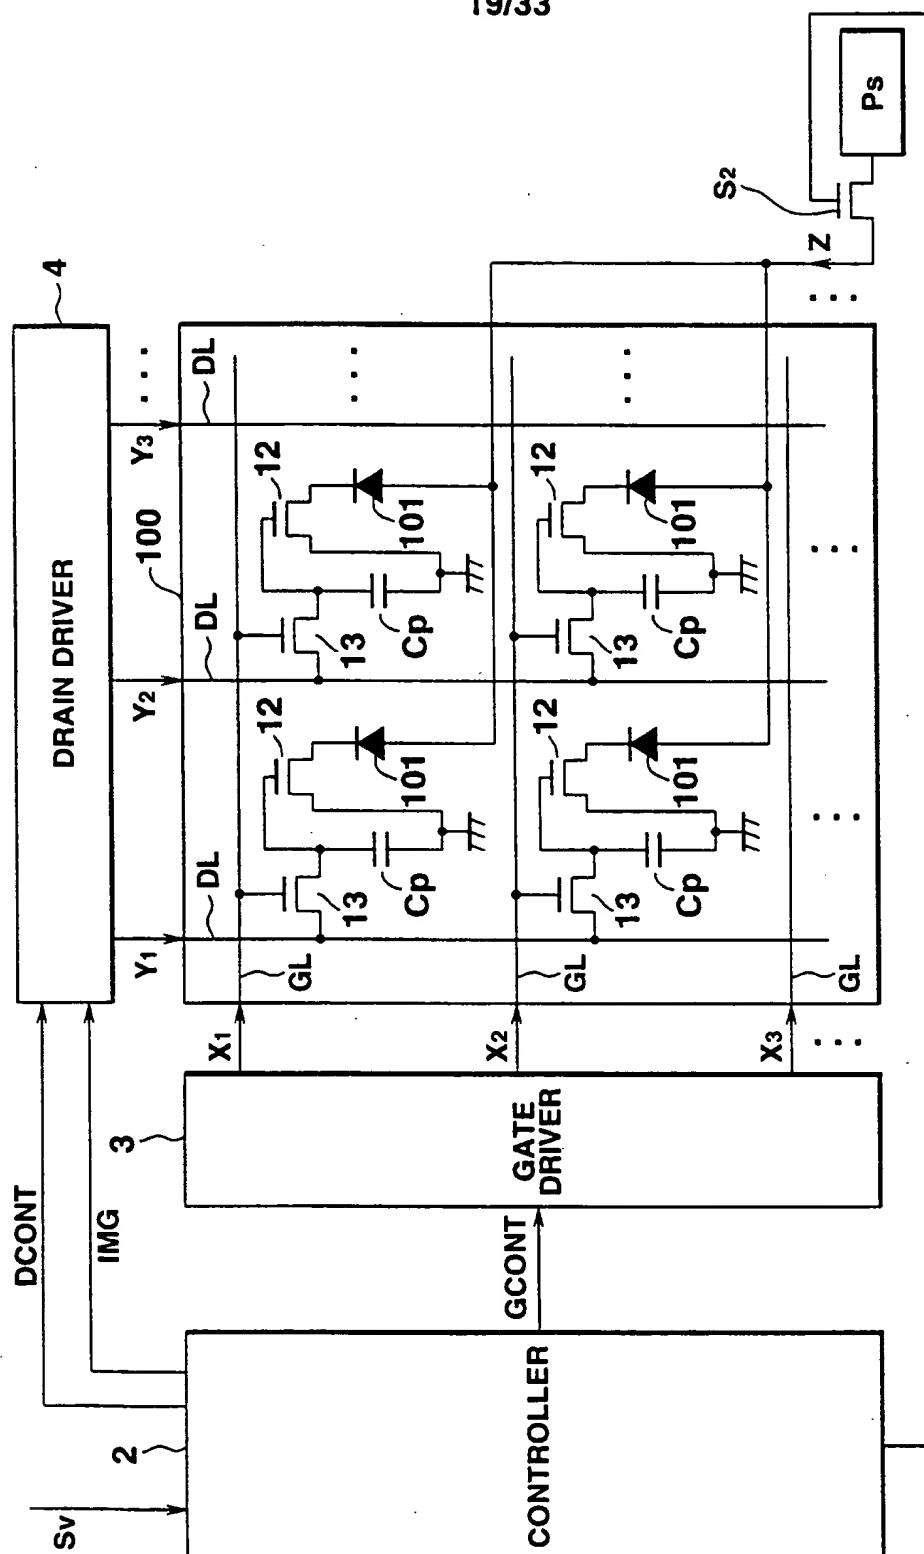 19/33
Sv
2
CONTROLLER
DCONT
IMG
GCONT
3
GATE
DRIVER
DRAIN DRIVER
4
100
X1
X2
X3
...
Y1
Y2
Y3
...
GL
GL
GL
DL
DL
DL
12
12
12
12
13
13
13
13
Cp
Cp
Cp
Cp
101
101
101
101
...
...
...
...
...
Z
S2
Ps